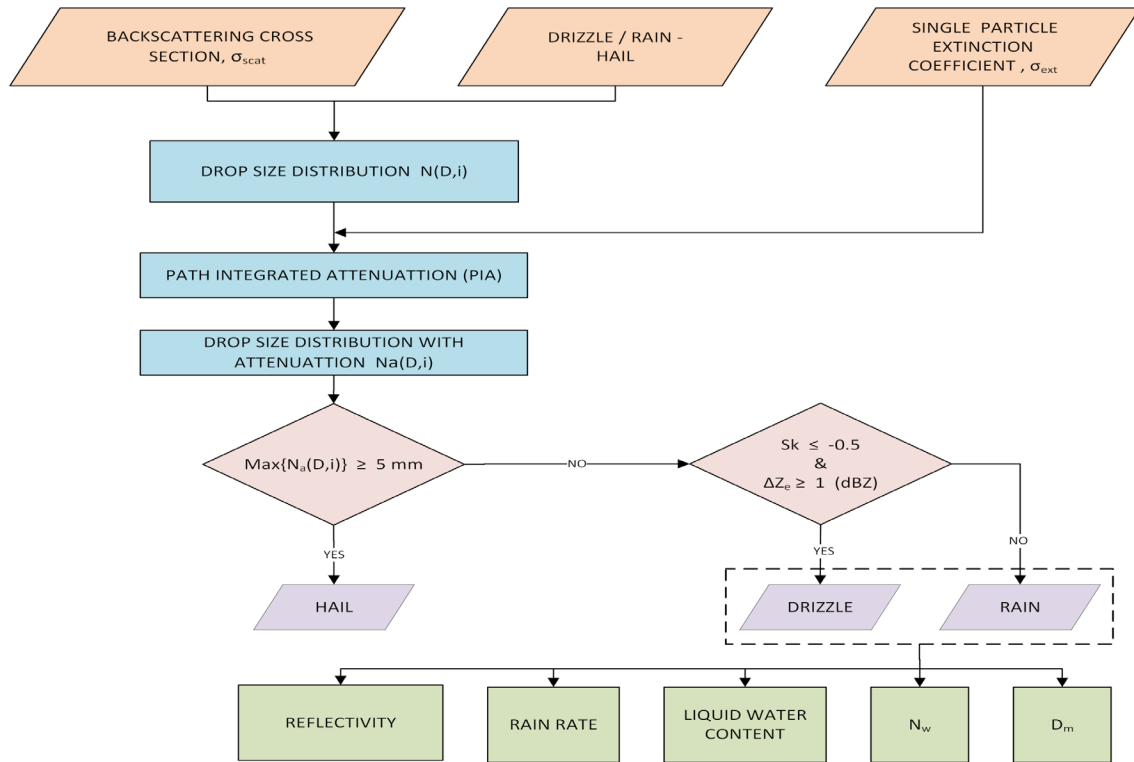 BACKSCATTERING CROSS
SECTION, σscat
DRIZZLE / RAIN -
HAIL
SINGLE PARTICLE
EXTINCTION
COEFFICIENT , σext
DROP SIZE DISTRIBUTION N(D,i)
PATH INTEGRATED ATTENUATTION (PIA)
DROP SIZE DISTRIBUTION WITH
ATTENUATTION Na(D,i)
Max{Na(D,i)} ≥ 5 mm
NO
Sk ≤ -0.5
&
ΔZe ≥ 1 (dBZ)
YES
YES
NO
HAIL
DRIZZLE
RAIN
REFLECTIVITY
RAIN RATE
LIQUID WATER
CONTENT
Nw
Dm